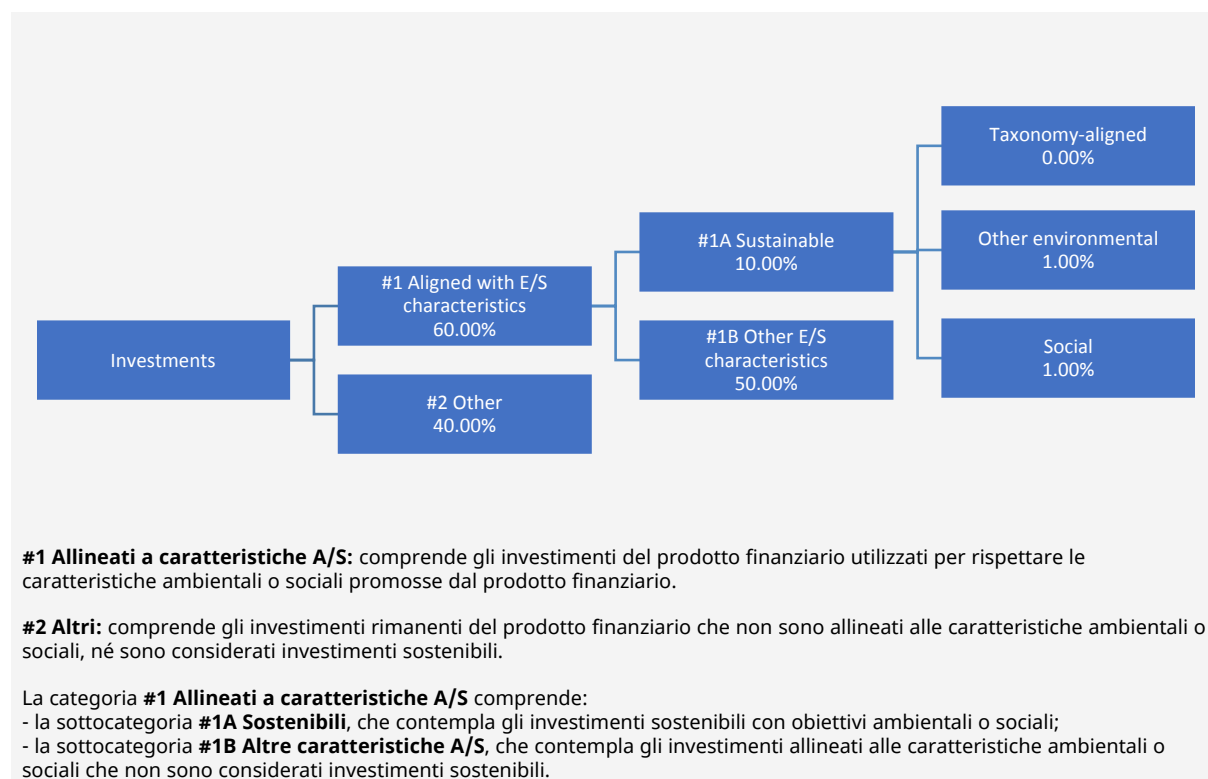 Investments
#1 Aligned with E/S
characteristics
60.00%
#2 Other
40.00%
#1A Sustainable
10.00%
#1B Other E/S
characteristics
50.00%
Taxonomy-aligned
0.00%
Other environmental
1.00%
Social
1.00%
#1 Allineati a caratteristiche A/S: comprende gli investimenti del prodotto finanziario utilizzati per rispettare le
caratteristiche ambientali o sociali promosse dal prodotto finanziario.
#2 Altri: comprende gli investimenti rimanenti del prodotto finanziario che non sono allineati alle caratteristiche ambientali o
sociali, né sono considerati investimenti sostenibili.
La categoria #1 Allineati a caratteristiche A/S comprende:
- la sottocategoria #1A Sostenibili, che contempla gli investimenti sostenibili con obiettivi ambientali o sociali;
- la sottocategoria #1B Altre caratteristiche A/S, che contempla gli investimenti allineati alle caratteristiche ambientali o
sociali che non sono considerati investimenti sostenibili.